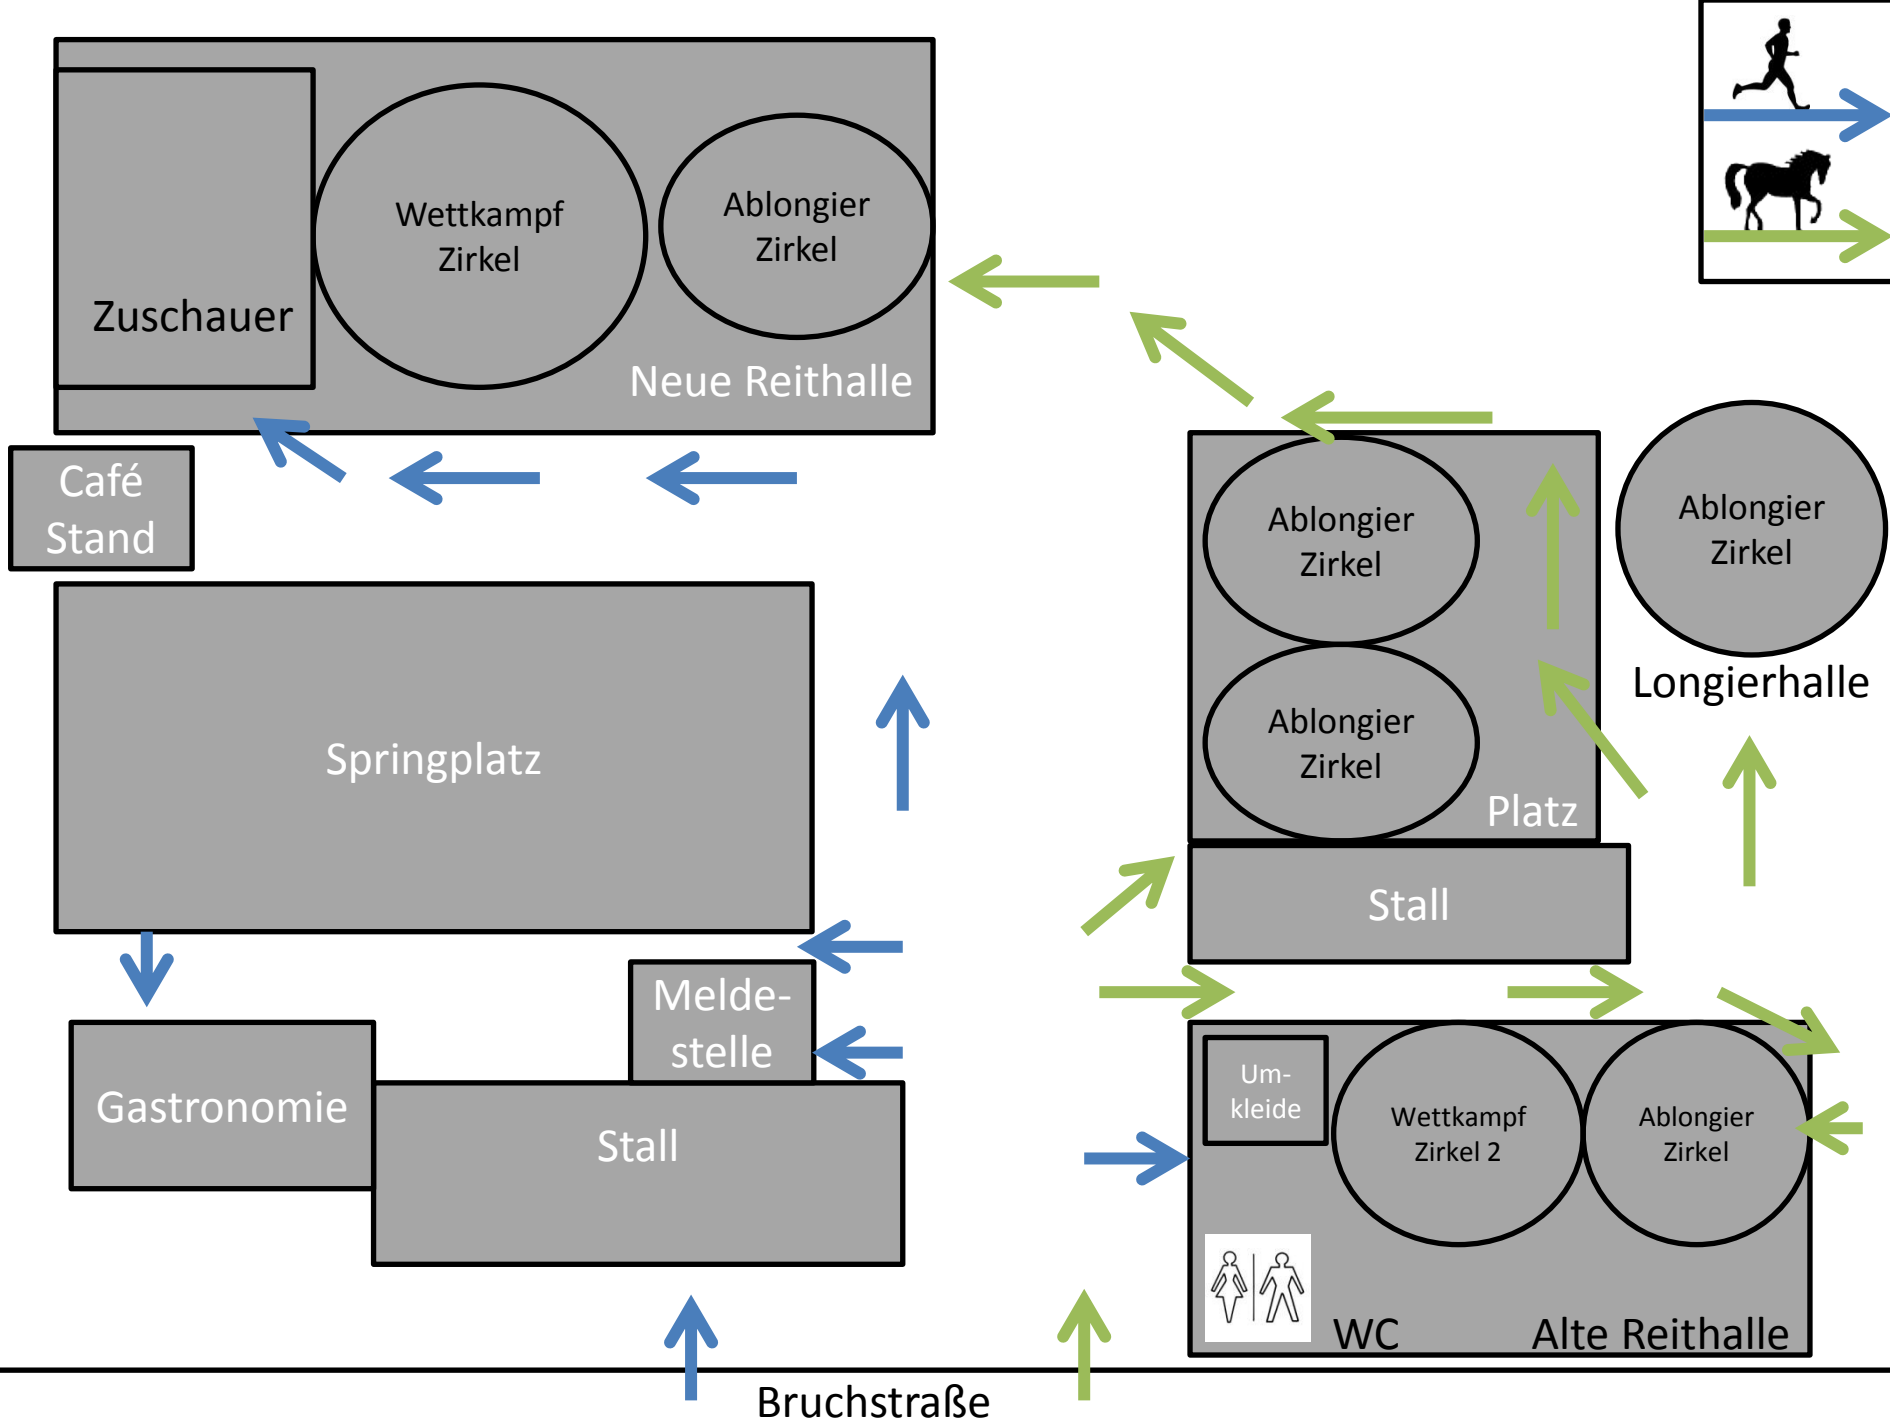 Wettkampf
Zirkel
Ablongier
Zirkel
Zuschauer
Neue Reithalle
Café
Stand
Ablongier
Zirkel
Ablongier
Zirkel
Longierhalle
Springplatz
Ablongier
Zirkel
Platz
Stall
Melde-
stelle
Gastronomie
Stall
Um-
kleide
Wettkampf
Zirkel 2
Ablongier
Zirkel
WC
Alte Reithalle
Bruchstraße